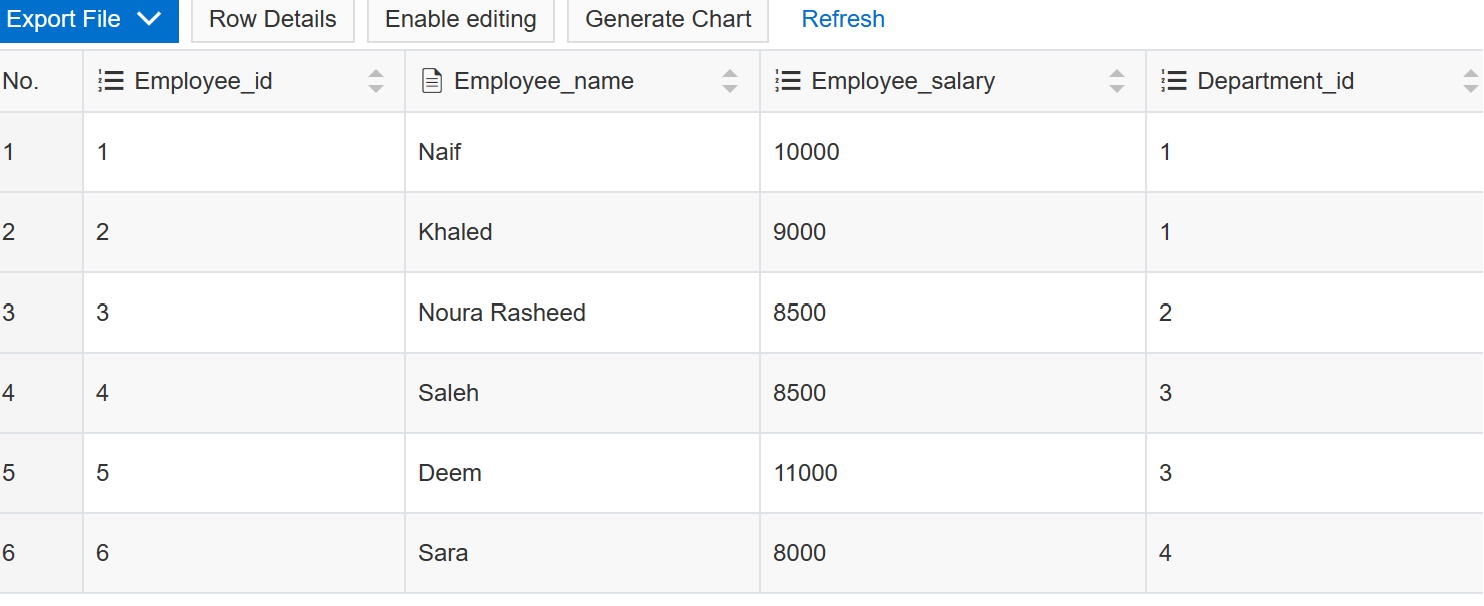 Export File Row Details Enable editing Generate Chart Refresh
No. Employee_id Employee_name Employee_salary Department_id
1 1 Naif 10000 1
2 2 Khaled 9000 1
3 3 Noura Rasheed 8500 2
4 4 Saleh 8500 3
5 5 Deem 11000 3
6 6 Sara 8000 4